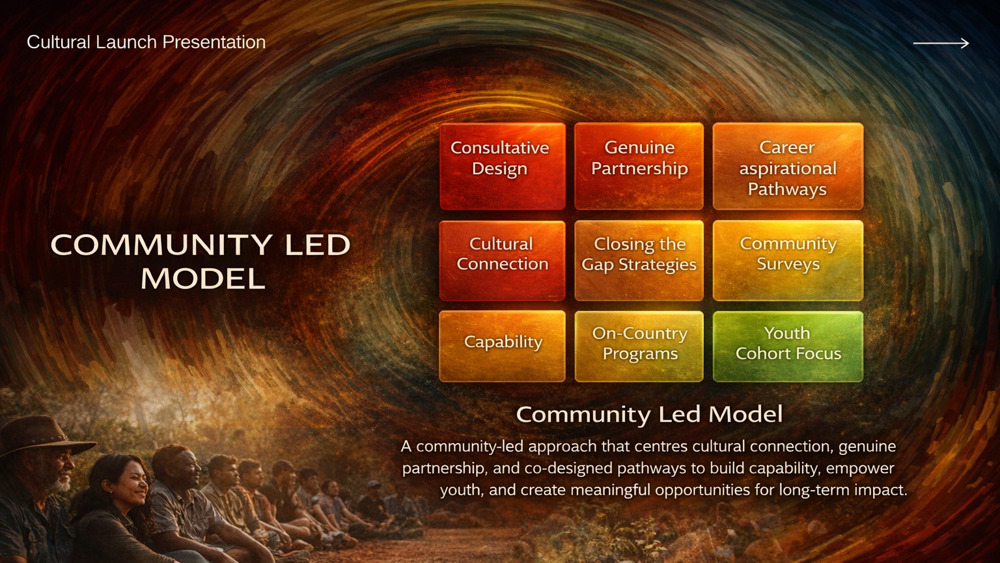 Cultural Launch Presentation
COMMUNITY LED
MODEL
Consultative
Design
Genuine
Partnership
Career
aspirational
Pathways
Cultural
Connection
Closing the
Gap Strategies
Community
Surveys
Capability
On-Country
Programs
Youth
Cohort Focus
Community Led Model
A community-led approach that centres cultural connection, genuine
partnership, and co-designed pathways to build capability, empower
youth, and create meaningful opportunities for long-term impact.